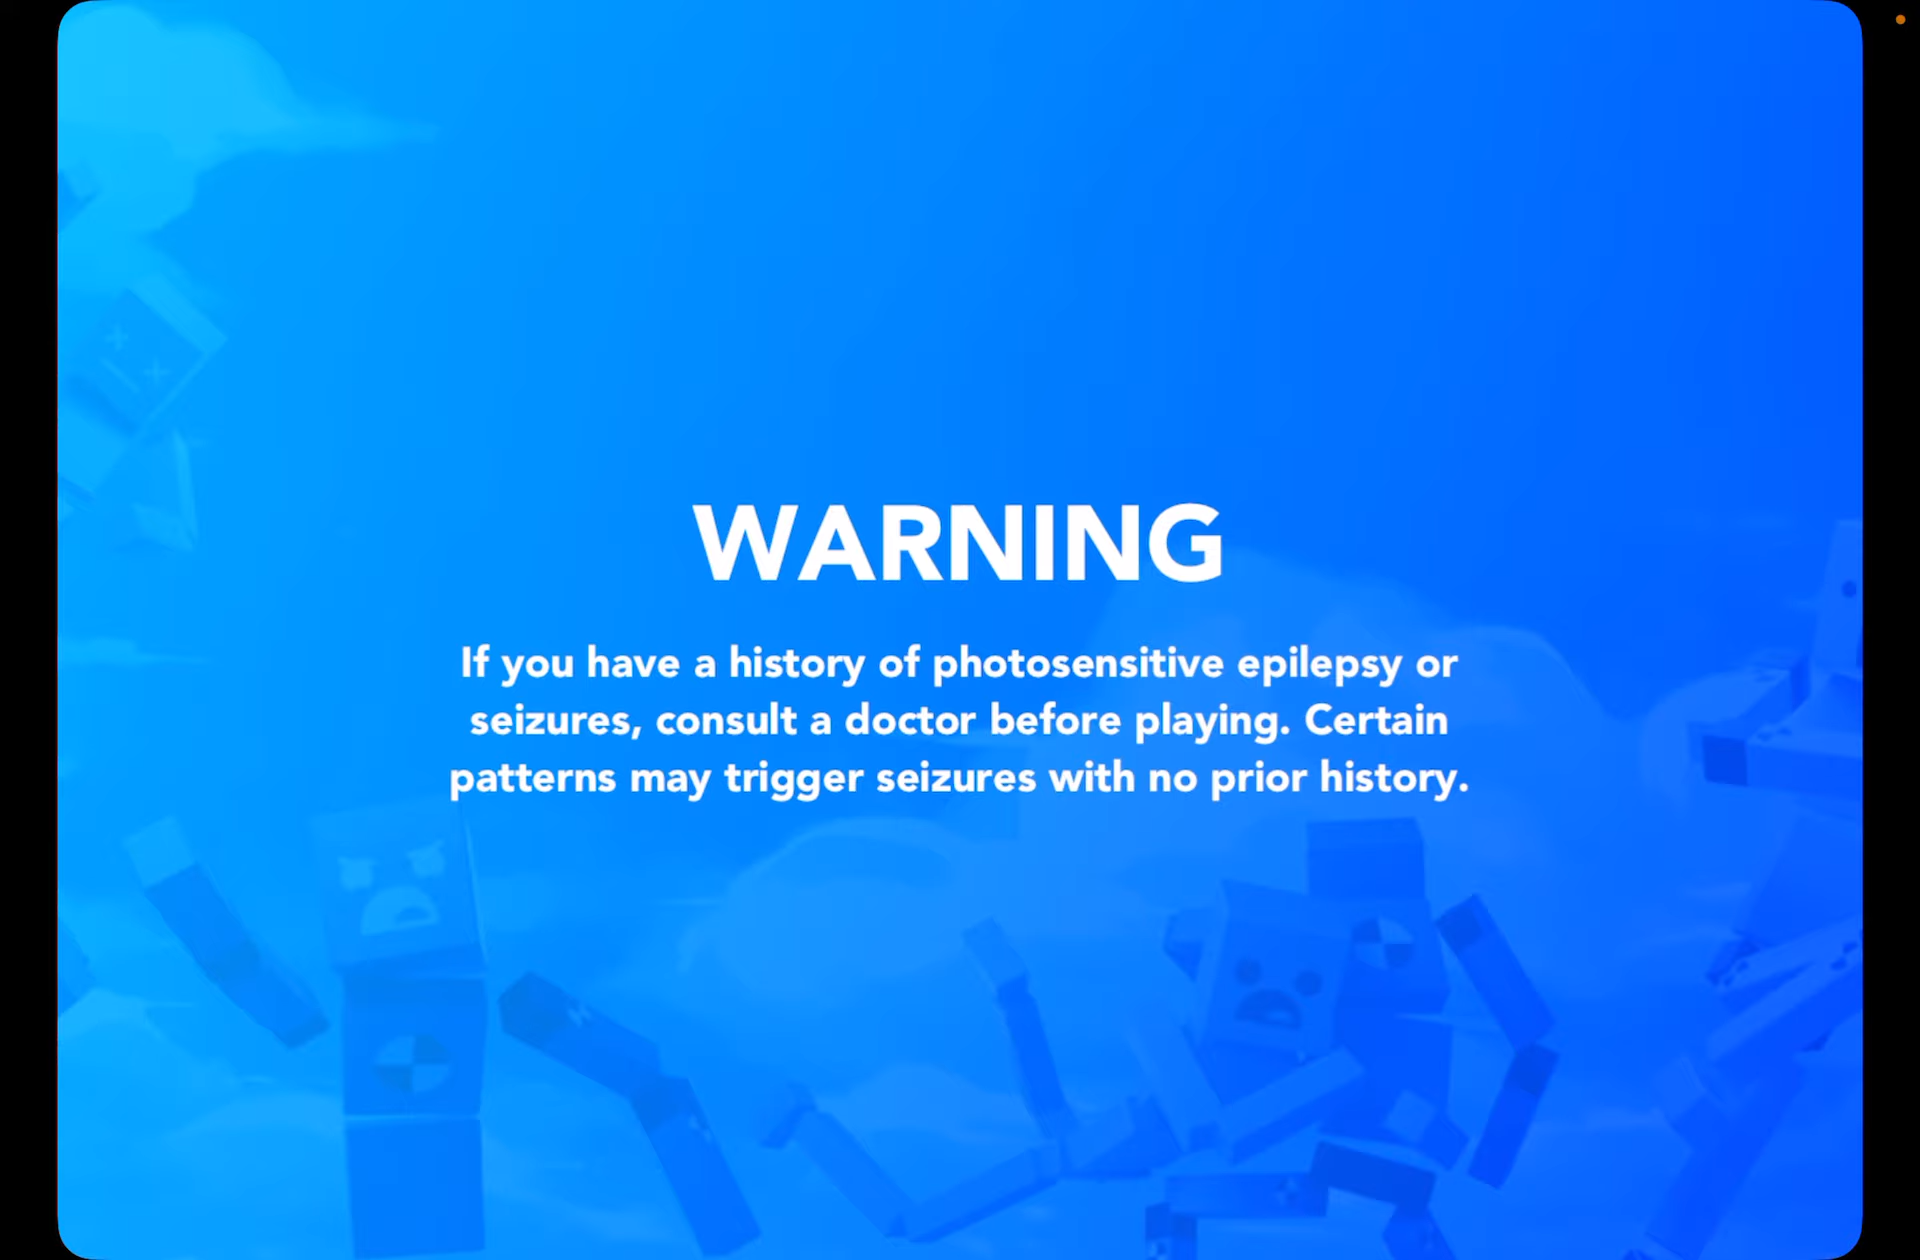 WARNING
If you have a history of photosensitive epilepsy or
seizures, consult a doctor before playing. Certain
patterns may trigger seizures with no prior history.